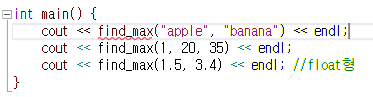 int main() {
cout << find_max("apple", "banana") << endl;
cout << find_max(1, 20, 35) << endl;
cout << find_max(1.5, 3.4) << endl; //float형
}